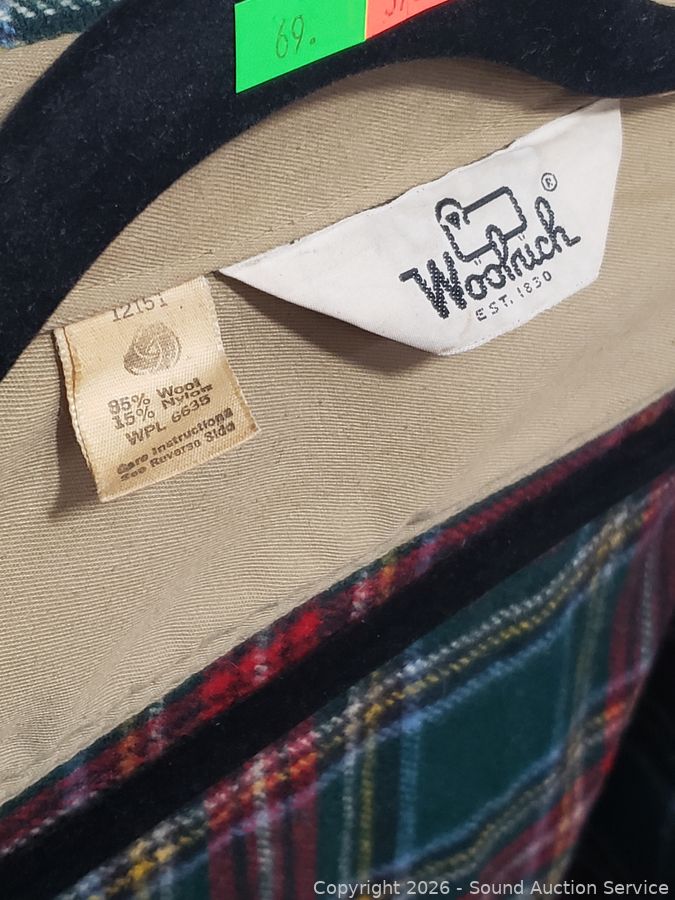 69.
Woolrich
®
EST. 1830
12151
85% Wool
15% Nylon
WPL 6635
Care Instructions
See Reverse Side
Copyright 2026 - Sound Auction Service